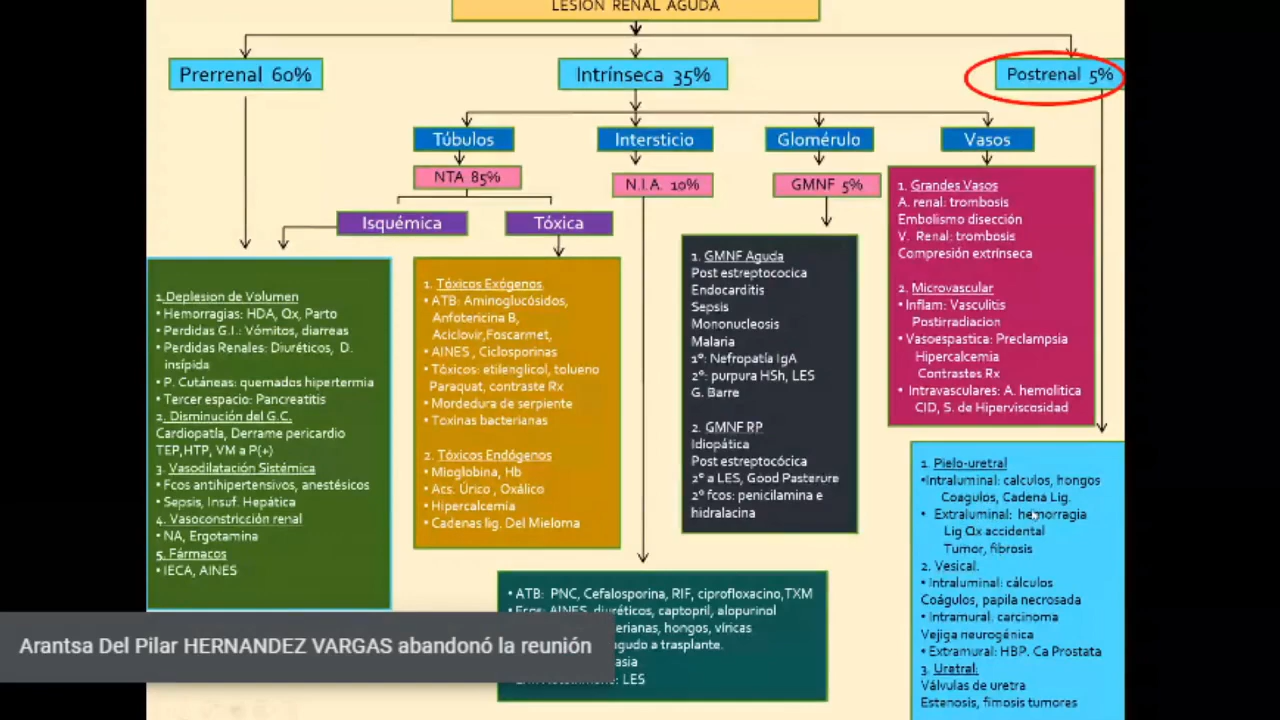 LESIÓN RENAL AGUDA
Prerrenal 60%
Intrínseca 35%
Postrenal 5%
Túbulos
Intersticio
Glomérulo
Vasos
NTA 85%
N.I.A. 10%
GMNF 5%
Isquémica
Tóxica
1.Deplesion de Volumen
• Hemorragias: HDA, Qx, Parto
• Perdidas G.I.: Vómitos, diarreas
• Perdidas Renales: Diuréticos, D.
insípida
• P. Cutáneas: quemados hipertermia
• Tercer espacio: Pancreatitis
2. Disminución del G.C.
Cardiopatía, Derrame pericardio
TEP,HTP, VM a P(+)
3. Vasodilatación Sistémica
• Fcos antihipertensivos, anestésicos
• Sepsis, Insuf. Hepática
4. Vasoconstricción renal
• NA, Ergotamina
5. Fármacos
• IECA, AINES
1. Tóxicos Exógenos
• ATB: Aminoglucósidos,
Anfotericina B,
Aciclovir,Foscarmet,
• AINES , Ciclosporinas
• Tóxicos: etilenglicol, tolueno
Paraquat, contraste Rx
• Mordedura de serpiente
• Toxinas bacterianas
2. Tóxicos Endógenos
• Mioglobina, Hb
• Acs. Úrico , Oxálico
• Hipercalcemia
• Cadenas lig. Del Mieloma
1. GMNF Aguda
Post estreptococica
Endocarditis
Sepsis
Mononucleosis
Malaria
1º: Nefropatía IgA
2º: purpura HSh, LES
G. Barre
2. GMNF RP
Idiopática
Post estreptocócica
2º a LES, Good Pasterure
2º fcos: penicilamina e
hidralacina
1. Grandes Vasos
A. renal: trombosis
Embolismo disección
V. Renal: trombosis
Compresión extrínseca
2. Microvascular
• Inflam: Vasculitis
Postirradiacion
• Vasoespastica: Preclampsia
Hipercalcemia
Contrastes Rx
• Intravasculares: A. hemolitica
CID, S. de Hiperviscosidad
1. Pielo-uretral
•Intraluminal: calculos, hongos
Coagulos, Cadena Lig.
• Extraluminal: hemorragia
Lig Qx accidental
Tumor, fibrosis
2. Vesical.
• Intraluminal: cálculos
Coágulos, papila necrosada
• Intramural. carcinoma
Vejiga neurogénica
• Extramural: HBP. Ca Prostata
3. Uretral:
Válvulas de uretra
Estenosis, fimosis tumores
• ATB: PNC, Cefalosporina, RIF, ciprofloxacino,TXM
• Fcos: AINES, diuréticos, captopril, alopurinol
erianas, hongos, víricas
gudo a trasplante.
asia
: LES
Arantsa Del Pilar HERNANDEZ VARGAS abandonó la reunión